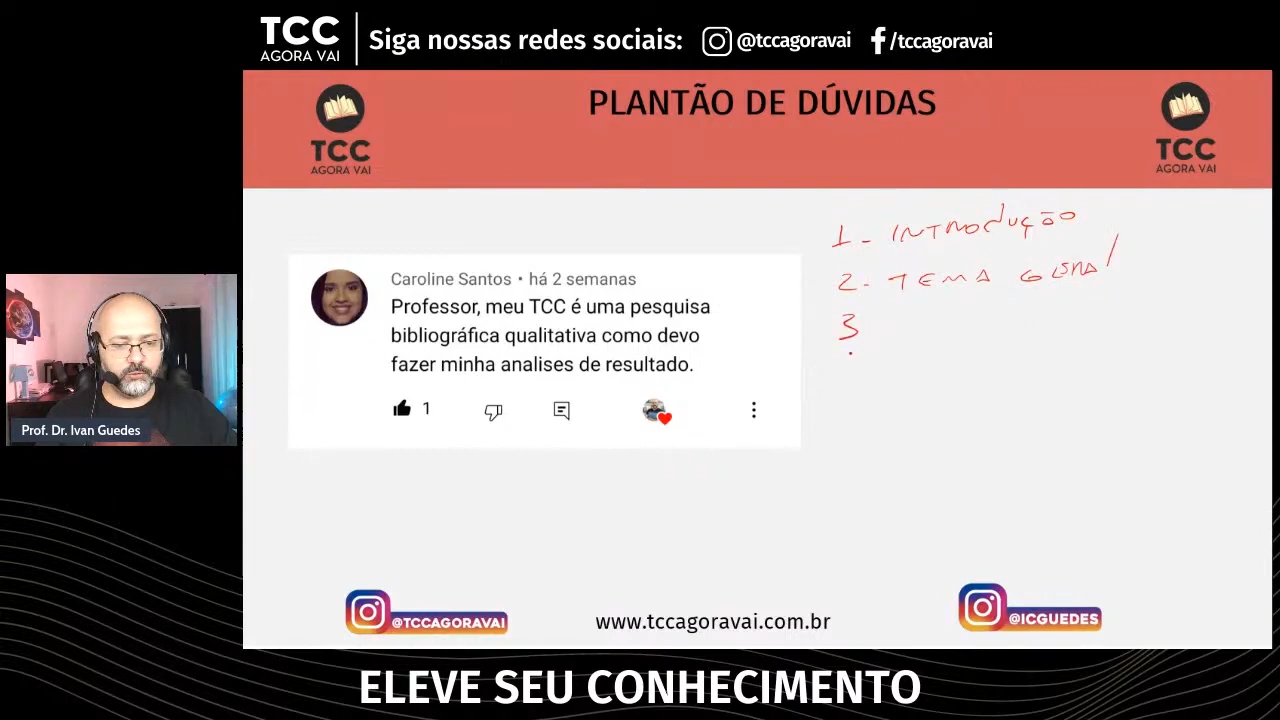 TCC
AGORA VAI
Siga nossas redes sociais: @tccagoravai /tccagoravai
TCC
AGORA VAI
PLANTÃO DE DÚVIDAS
TCC
AGORA VAI
Caroline Santos • há 2 semanas
Professor, meu TCC é uma pesquisa
bibliográfica qualitativa como devo
fazer minha analises de resultado.
1
1 - INTRODUÇÃO
2 - TEMA GERAL
3
Prof. Dr. Ivan Guedes
@TCCAGORAVAI
www.tccagoravai.com.br
@ICGUEDES
ELEVE SEU CONHECIMENTO